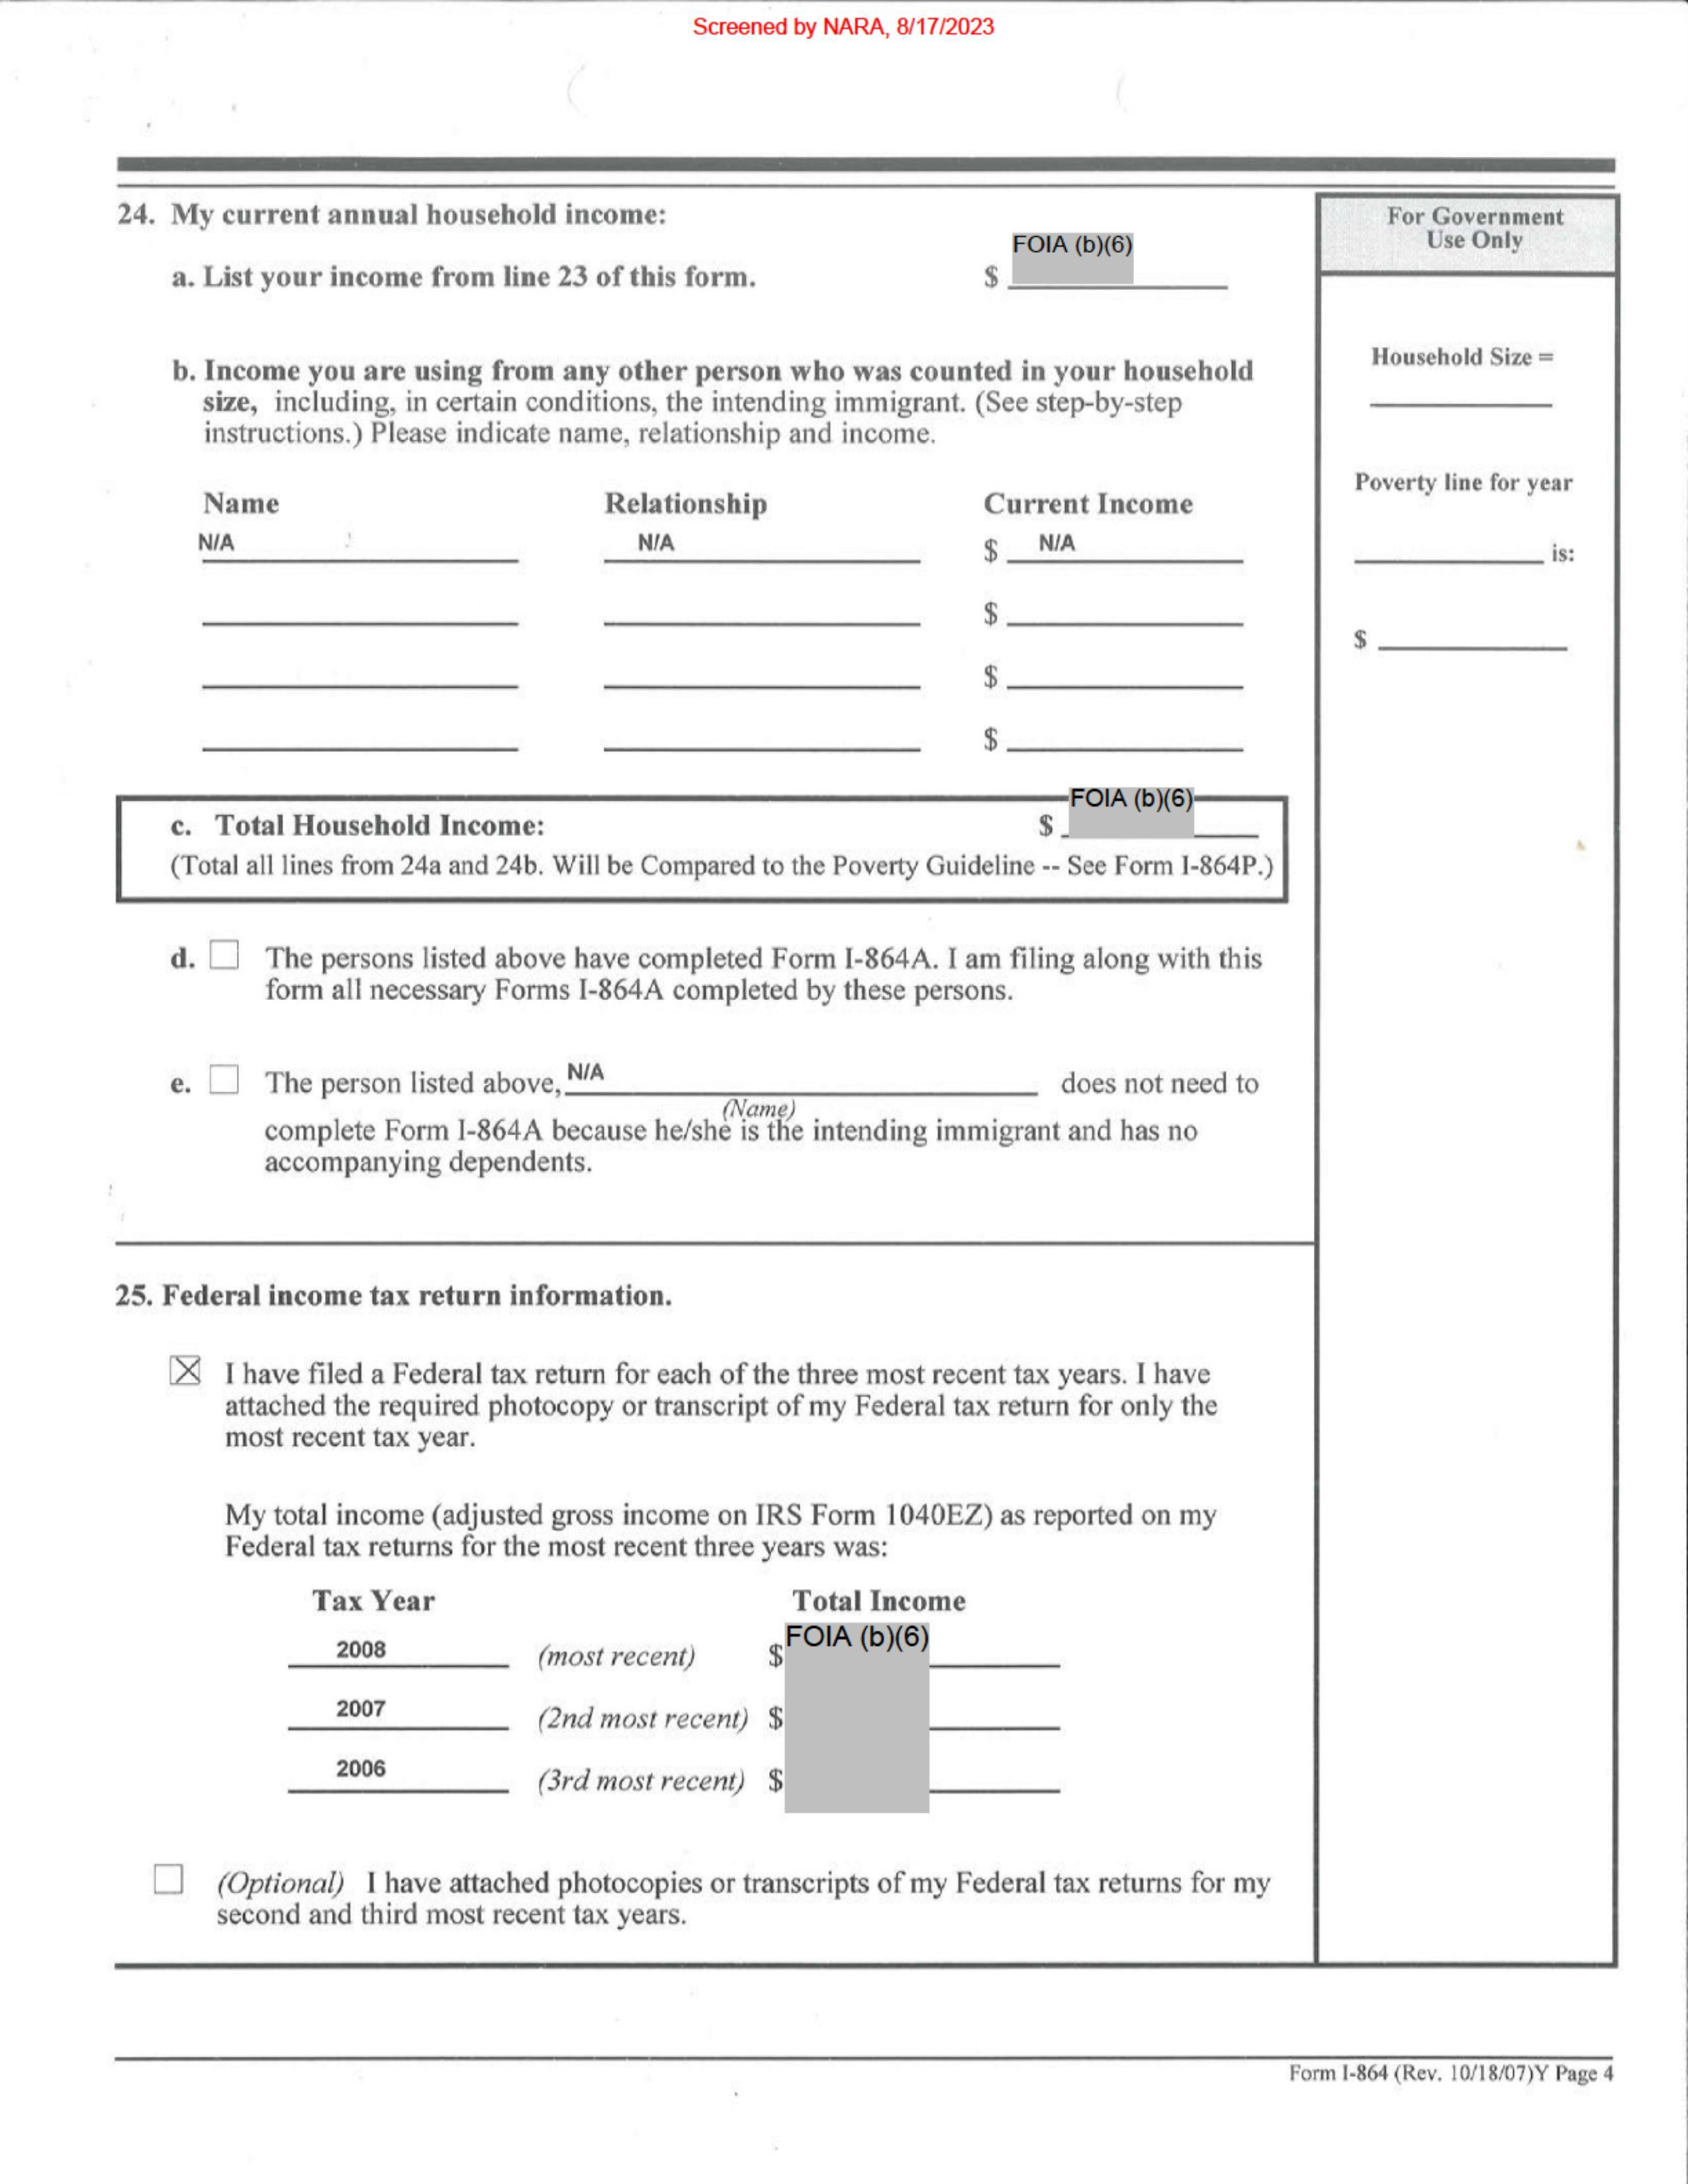 Screened by NARA, 8/17/2023
24. My current annual household income:
a. List your income from line 23 of this form.
$ FOIA (b)(6)
b. Income you are using from any other person who was counted in your household
size, including, in certain conditions, the intending immigrant. (See step-by-step
instructions.) Please indicate name, relationship and income.
Name Relationship Current Income
N/A N/A $ N/A
$
$
$
c. Total Household Income: $ FOIA (b)(6)
(Total all lines from 24a and 24b. Will be Compared to the Poverty Guideline -- See Form I-864P.)
d. The persons listed above have completed Form I-864A. I am filing along with this
form all necessary Forms I-864A completed by these persons.
e. The person listed above, N/A does not need to
(Name)
complete Form I-864A because he/she is the intending immigrant and has no
accompanying dependents.
25. Federal income tax return information.
I have filed a Federal tax return for each of the three most recent tax years. I have
attached the required photocopy or transcript of my Federal tax return for only the
most recent tax year.
My total income (adjusted gross income on IRS Form 1040EZ) as reported on my
Federal tax returns for the most recent three years was:
Tax Year Total Income
2008 (most recent) $ FOIA (b)(6)
2007 (2nd most recent) $
2006 (3rd most recent) $
(Optional) I have attached photocopies or transcripts of my Federal tax returns for my
second and third most recent tax years.
For Government
Use Only
Household Size =
Poverty line for year
is:
$
Form I-864 (Rev. 10/18/07)Y Page 4